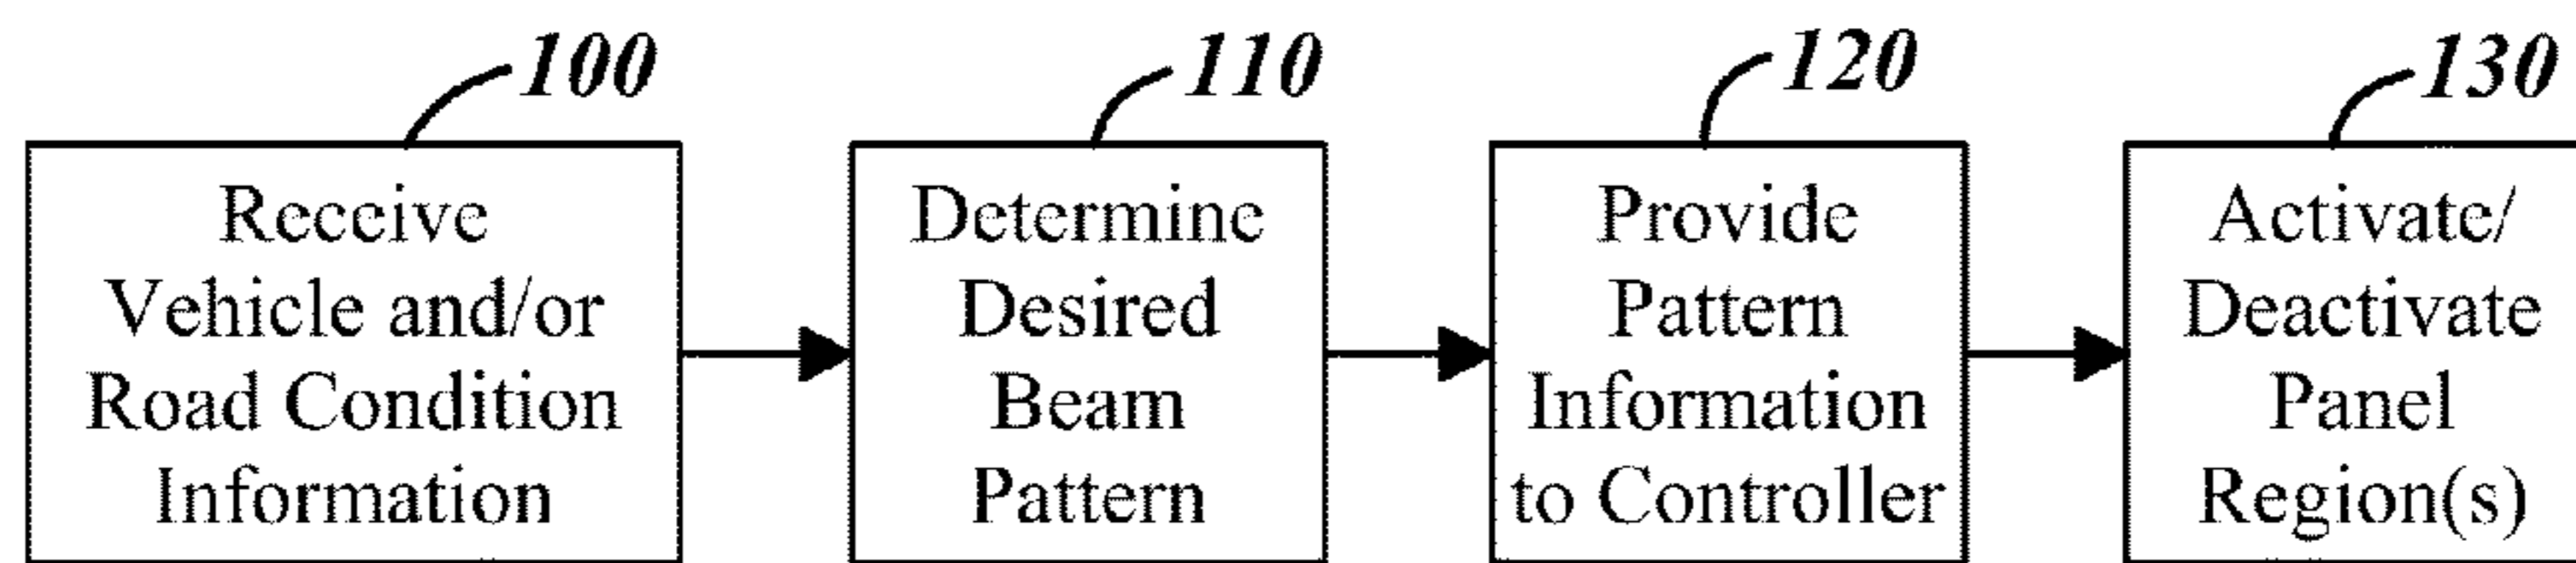 100
Receive
Vehicle and/or
Road Condition
Information
110
Determine
Desired
Beam
Pattern
120
Provide
Pattern
Information
to Controller
130
Activate/
Deactivate
Panel
Region(s)